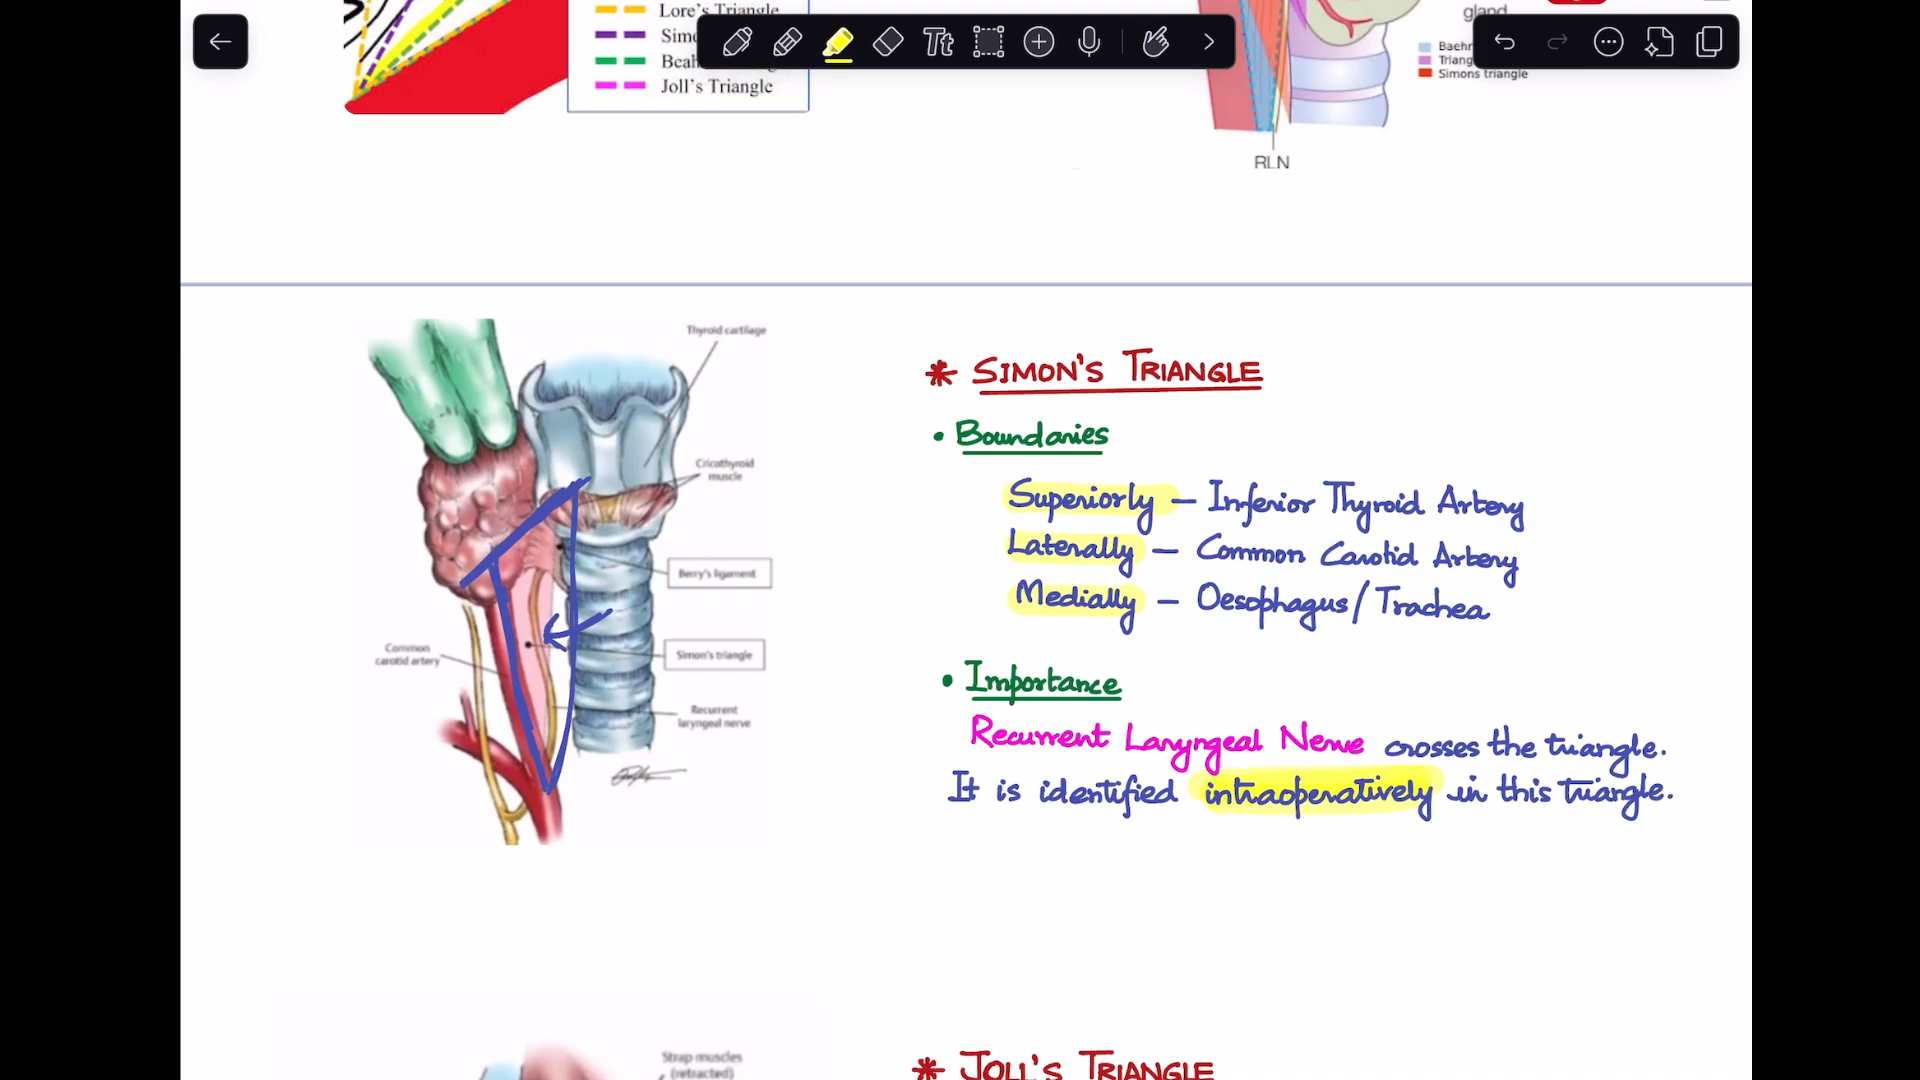 Lore's Triangle
Joll's Triangle
gland
Simons triangle
RLN
Tt
Thyroid cartilage
Cricothyroid
muscle
Berry's ligament
Common
carotid artery
Simon's triangle
Recurrent
laryngeal nerve
* SIMON'S TRIANGLE
• Boundaries
Superiorly — Inferior Thyroid Artery
Laterally — Common Carotid Artery
Medially — Oesophagus/Trachea
• Importance
Recurrent Laryngeal Nerve crosses the triangle.
It is identified intraoperatively in this triangle.
Strap muscles
(retracted)
* JOLL'S TRIANGLE